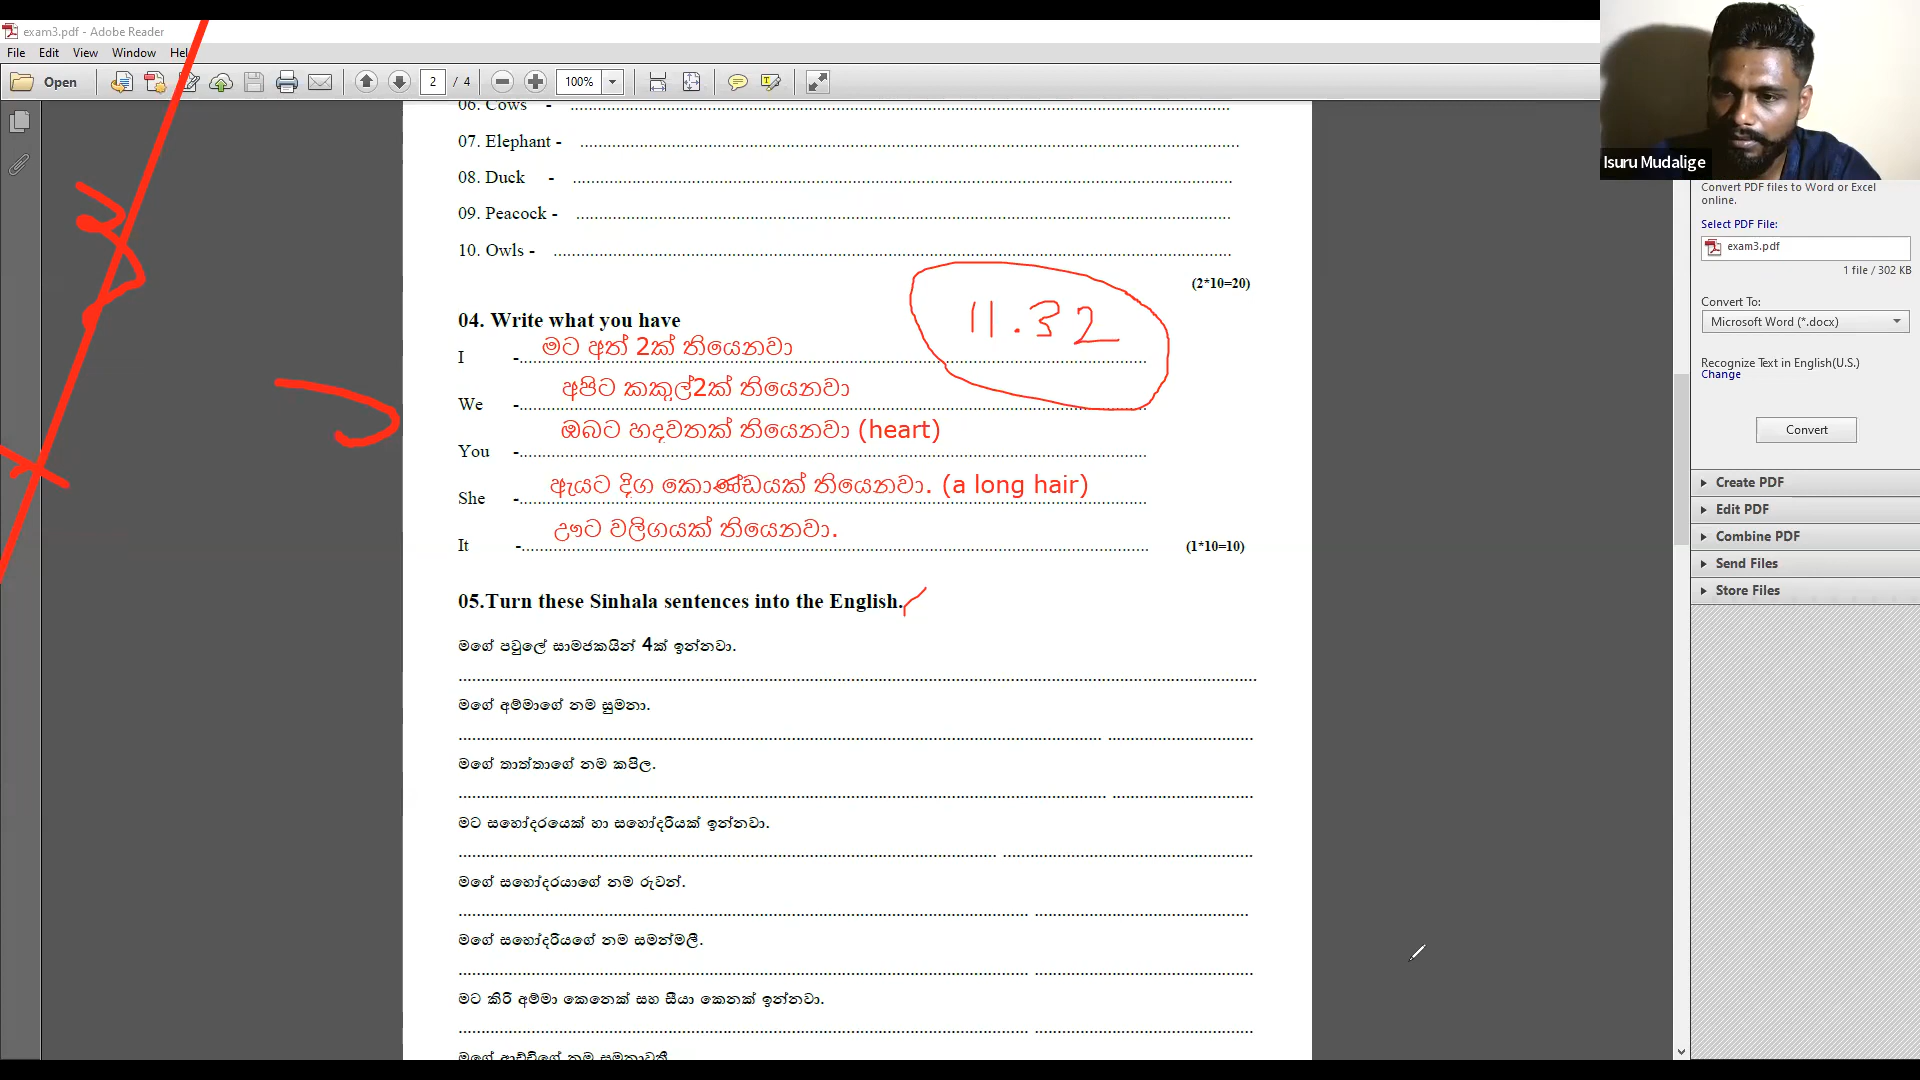 exam3.pdf - Adobe Reader
File Edit View Window Hel
Open 2 / 4 100%
Isuru Mudalige
06. Cows -
07. Elephant -
08. Duck -
09. Peacock -
10. Owls -
(2*10=20)
11.32
04. Write what you have
I - මට අත් 2ක් තියෙනවා
We - අපිට කකුල්2ක් තියෙනවා
You - ඔබට හදවතක් තියෙනවා (heart)
She - ඇයට දිග කොණ්ඩයක් තියෙනවා. (a long hair)
It - ඌට වලිගයක් තියෙනවා.
(1*10=10)
05.Turn these Sinhala sentences into the English.
මගේ පවුලේ සාමජකයින් 4ක් ඉන්නවා.
මගේ අම්මාගේ නම සුමනා.
මගේ තාත්තාගේ නම කපිල.
මට සහෝදරයෙක් හා සහෝදරියක් ඉන්නවා.
මගේ සහෝදරයාගේ නම රුවන්.
මගේ සහෝදරියගේ නම සමන්මලී.
මට කිරි අම්මා කෙනෙක් සහ සීයා කෙනක් ඉන්නවා.
Convert PDF files to Word or Excel
online.
Select PDF File:
exam3.pdf
1 file / 302 KB
Convert To:
Microsoft Word (*.docx)
Recognize Text in English(U.S.)
Change
Convert
Create PDF
Edit PDF
Combine PDF
Send Files
Store Files